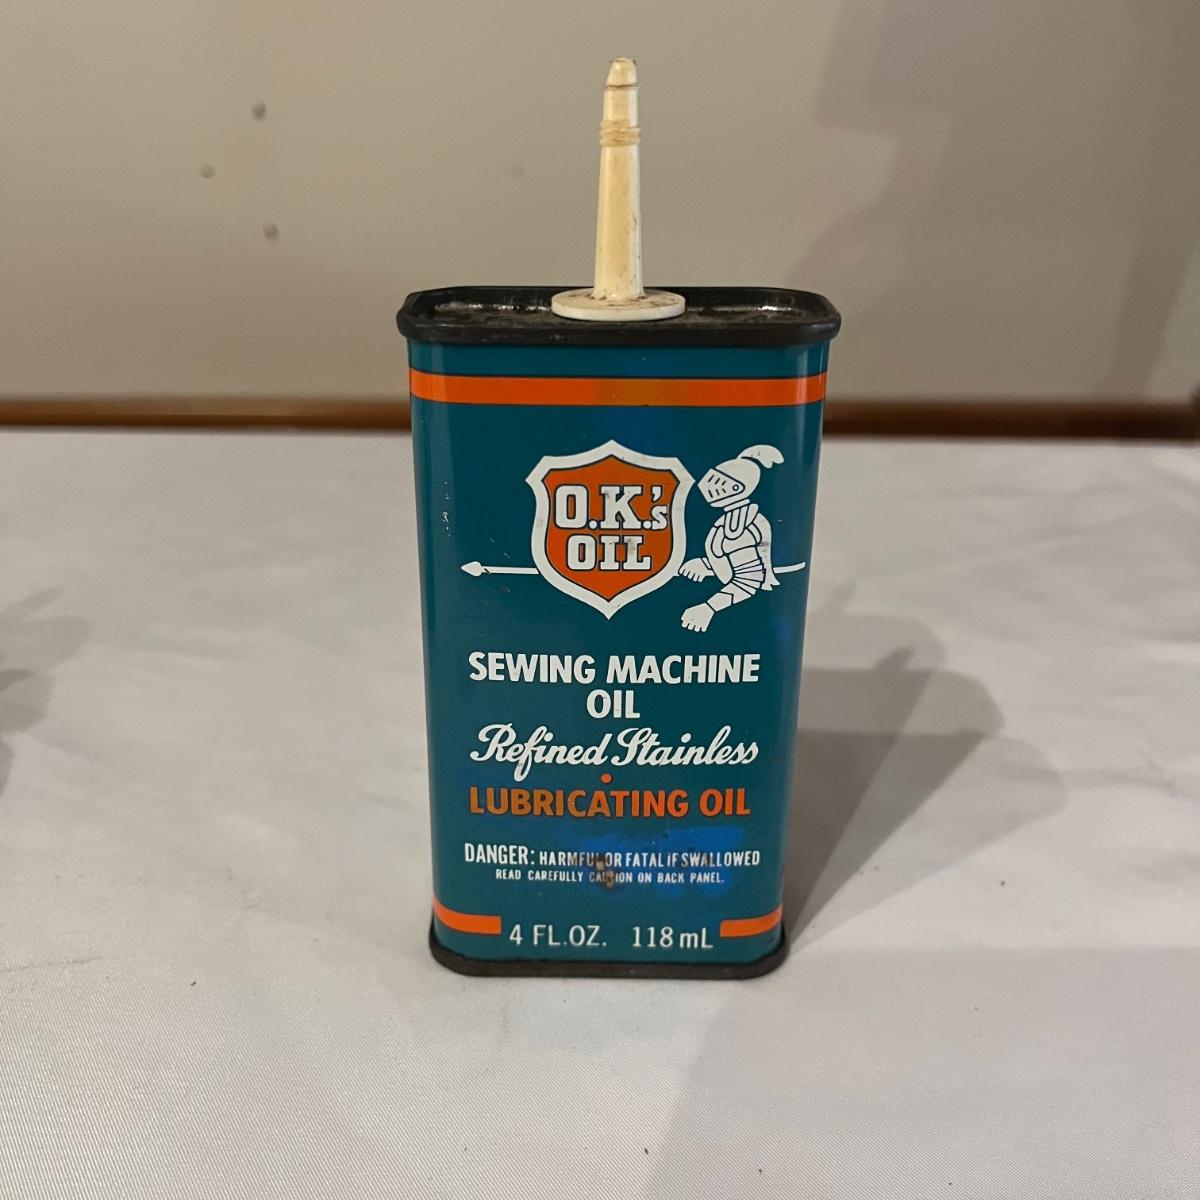 O.K.'s
OIL
SEWING MACHINE
OIL
Refined Stainless
•
LUBRICATING OIL
DANGER: HARMFUL OR FATAL IF SWALLOWED
READ CAREFULLY CAUTION ON BACK PANEL.
4 FL.OZ. 118 mL